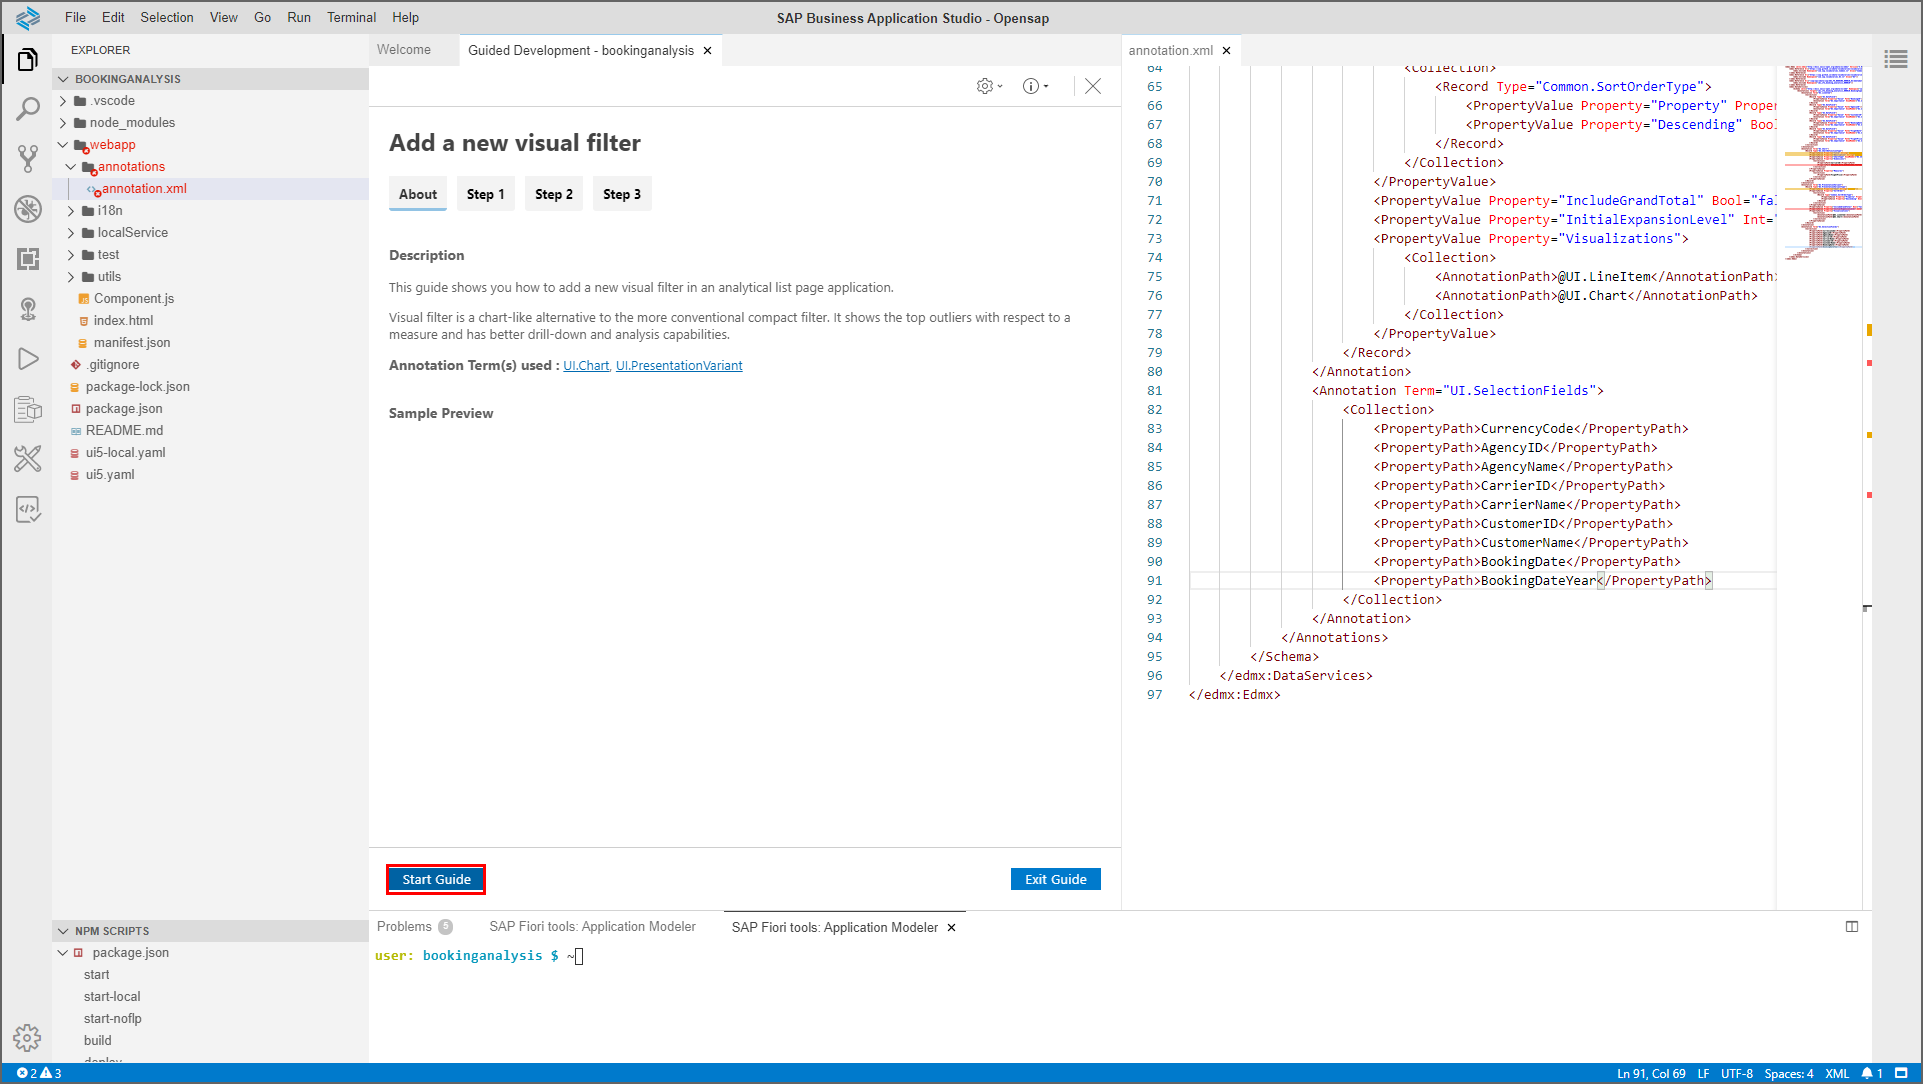 File Edit Selection View Go Run Terminal Help
SAP Business Application Studio - Opensap
EXPLORER
BOOKINGANALYSIS
.vscode
node_modules
webapp
annotations
annotation.xml
i18n
localService
test
utils
Component.js
index.html
manifest.json
.gitignore
package-lock.json
package.json
README.md
ui5-local.yaml
ui5.yaml
NPM SCRIPTS
package.json
start
start-local
start-noflp
build
deploy
Welcome
Guided Development - bookinganalysis
Add a new visual filter
About Step 1 Step 2 Step 3
Description
This guide shows you how to add a new visual filter in an analytical list page application.
Visual filter is a chart-like alternative to the more conventional compact filter. It shows the top outliers with respect to a
measure and has better drill-down and analysis capabilities.
Annotation Term(s) used : UI.Chart, UI.PresentationVariant
Sample Preview
Start Guide
Exit Guide
annotation.xml
64 <Collection>
65 <Record Type="Common.SortOrderType">
66 <PropertyValue Property="Property" Proper
67 <PropertyValue Property="Descending" Bool
68 </Record>
69 </Collection>
70 </PropertyValue>
71 <PropertyValue Property="IncludeGrandTotal" Bool="fal
72 <PropertyValue Property="InitialExpansionLevel" Int="
73 <PropertyValue Property="Visualizations">
74 <Collection>
75 <AnnotationPath>@UI.LineItem</AnnotationPath>
76 <AnnotationPath>@UI.Chart</AnnotationPath>
77 </Collection>
78 </PropertyValue>
79 </Record>
80 </Annotation>
81 <Annotation Term="UI.SelectionFields">
82 <Collection>
83 <PropertyPath>CurrencyCode</PropertyPath>
84 <PropertyPath>AgencyID</PropertyPath>
85 <PropertyPath>AgencyName</PropertyPath>
86 <PropertyPath>CarrierID</PropertyPath>
87 <PropertyPath>CarrierName</PropertyPath>
88 <PropertyPath>CustomerID</PropertyPath>
89 <PropertyPath>CustomerName</PropertyPath>
90 <PropertyPath>BookingDate</PropertyPath>
91 <PropertyPath>BookingDateYear</PropertyPath>
92 </Collection>
93 </Annotation>
94 </Annotations>
95 </Schema>
96 </edmx:DataServices>
97 </edmx:Edmx>
Problems 5 SAP Fiori tools: Application Modeler SAP Fiori tools: Application Modeler
user: bookinganalysis $ ~
2 3
Ln 91, Col 69 LF UTF-8 Spaces: 4 XML 1